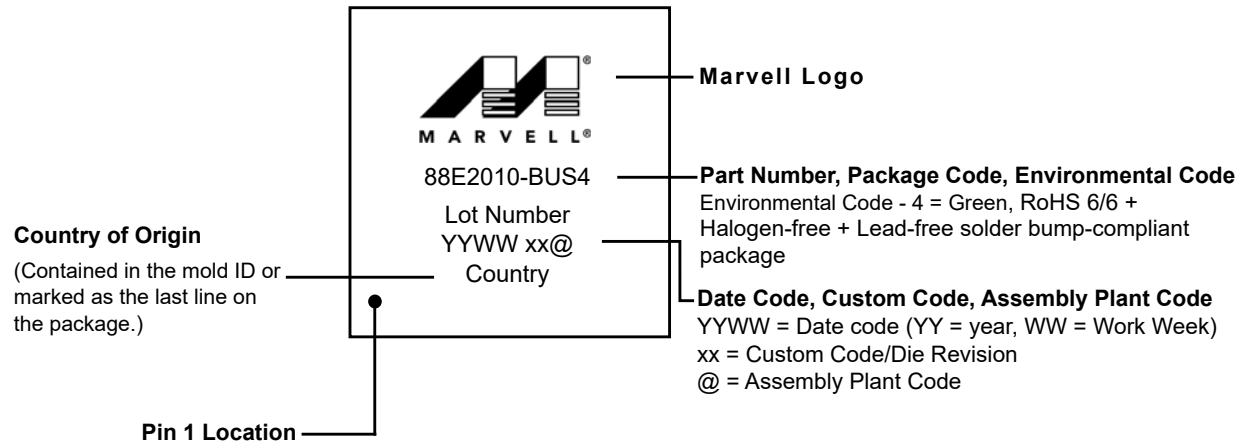 ®
MARVELL®
88E2010-BUS4
Lot Number
YYWW xx@
Country
Marvell Logo
Part Number, Package Code, Environmental Code
Environmental Code - 4 = Green, RoHS 6/6 +
Halogen-free + Lead-free solder bump-compliant
package
Date Code, Custom Code, Assembly Plant Code
YYWW = Date code (YY = year, WW = Work Week)
xx = Custom Code/Die Revision
@ = Assembly Plant Code
Country of Origin
(Contained in the mold ID or
marked as the last line on
the package.)
Pin 1 Location